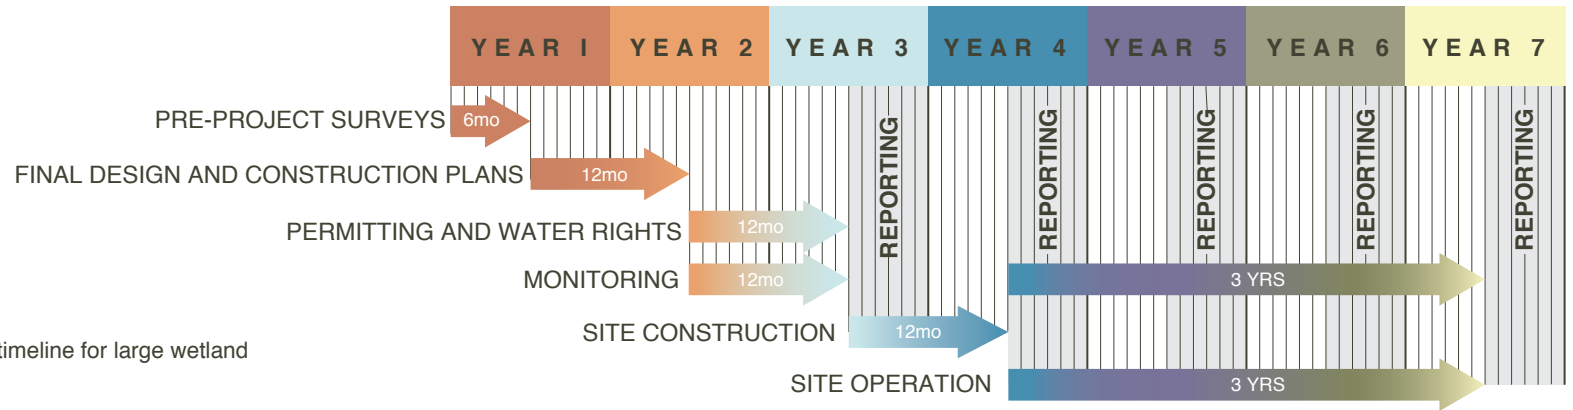 YEAR I YEAR 2 YEAR 3 YEAR 4 YEAR 5 YEAR 6 YEAR 7
PRE-PROJECT SURVEYS 6mo
FINAL DESIGN AND CONSTRUCTION PLANS 12mo
REPORTING REPORTING REPORTING REPORTING REPORTING
PERMITTING AND WATER RIGHTS 12mo
MONITORING 12mo 3 YRS
SITE CONSTRUCTION 12mo
timeline for large wetland
SITE OPERATION 3 YRS